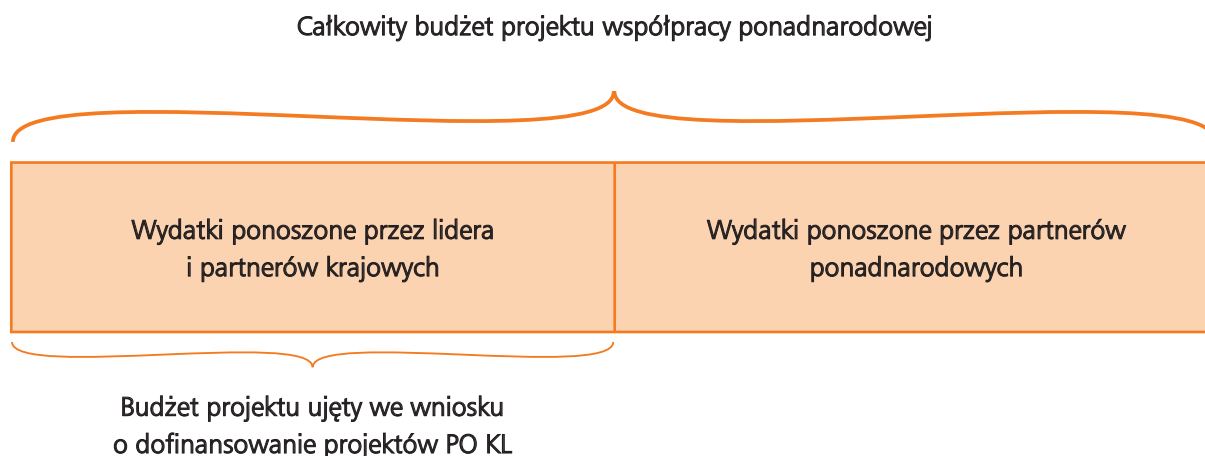 Całkowity budżet projektu współpracy ponadnarodowej
Wydatki ponoszone przez lidera
i partnerów krajowych
Wydatki ponoszone przez partnerów
ponadnarodowych
Budżet projektu ujęty we wniosku
o dofinansowanie projektów PO KL